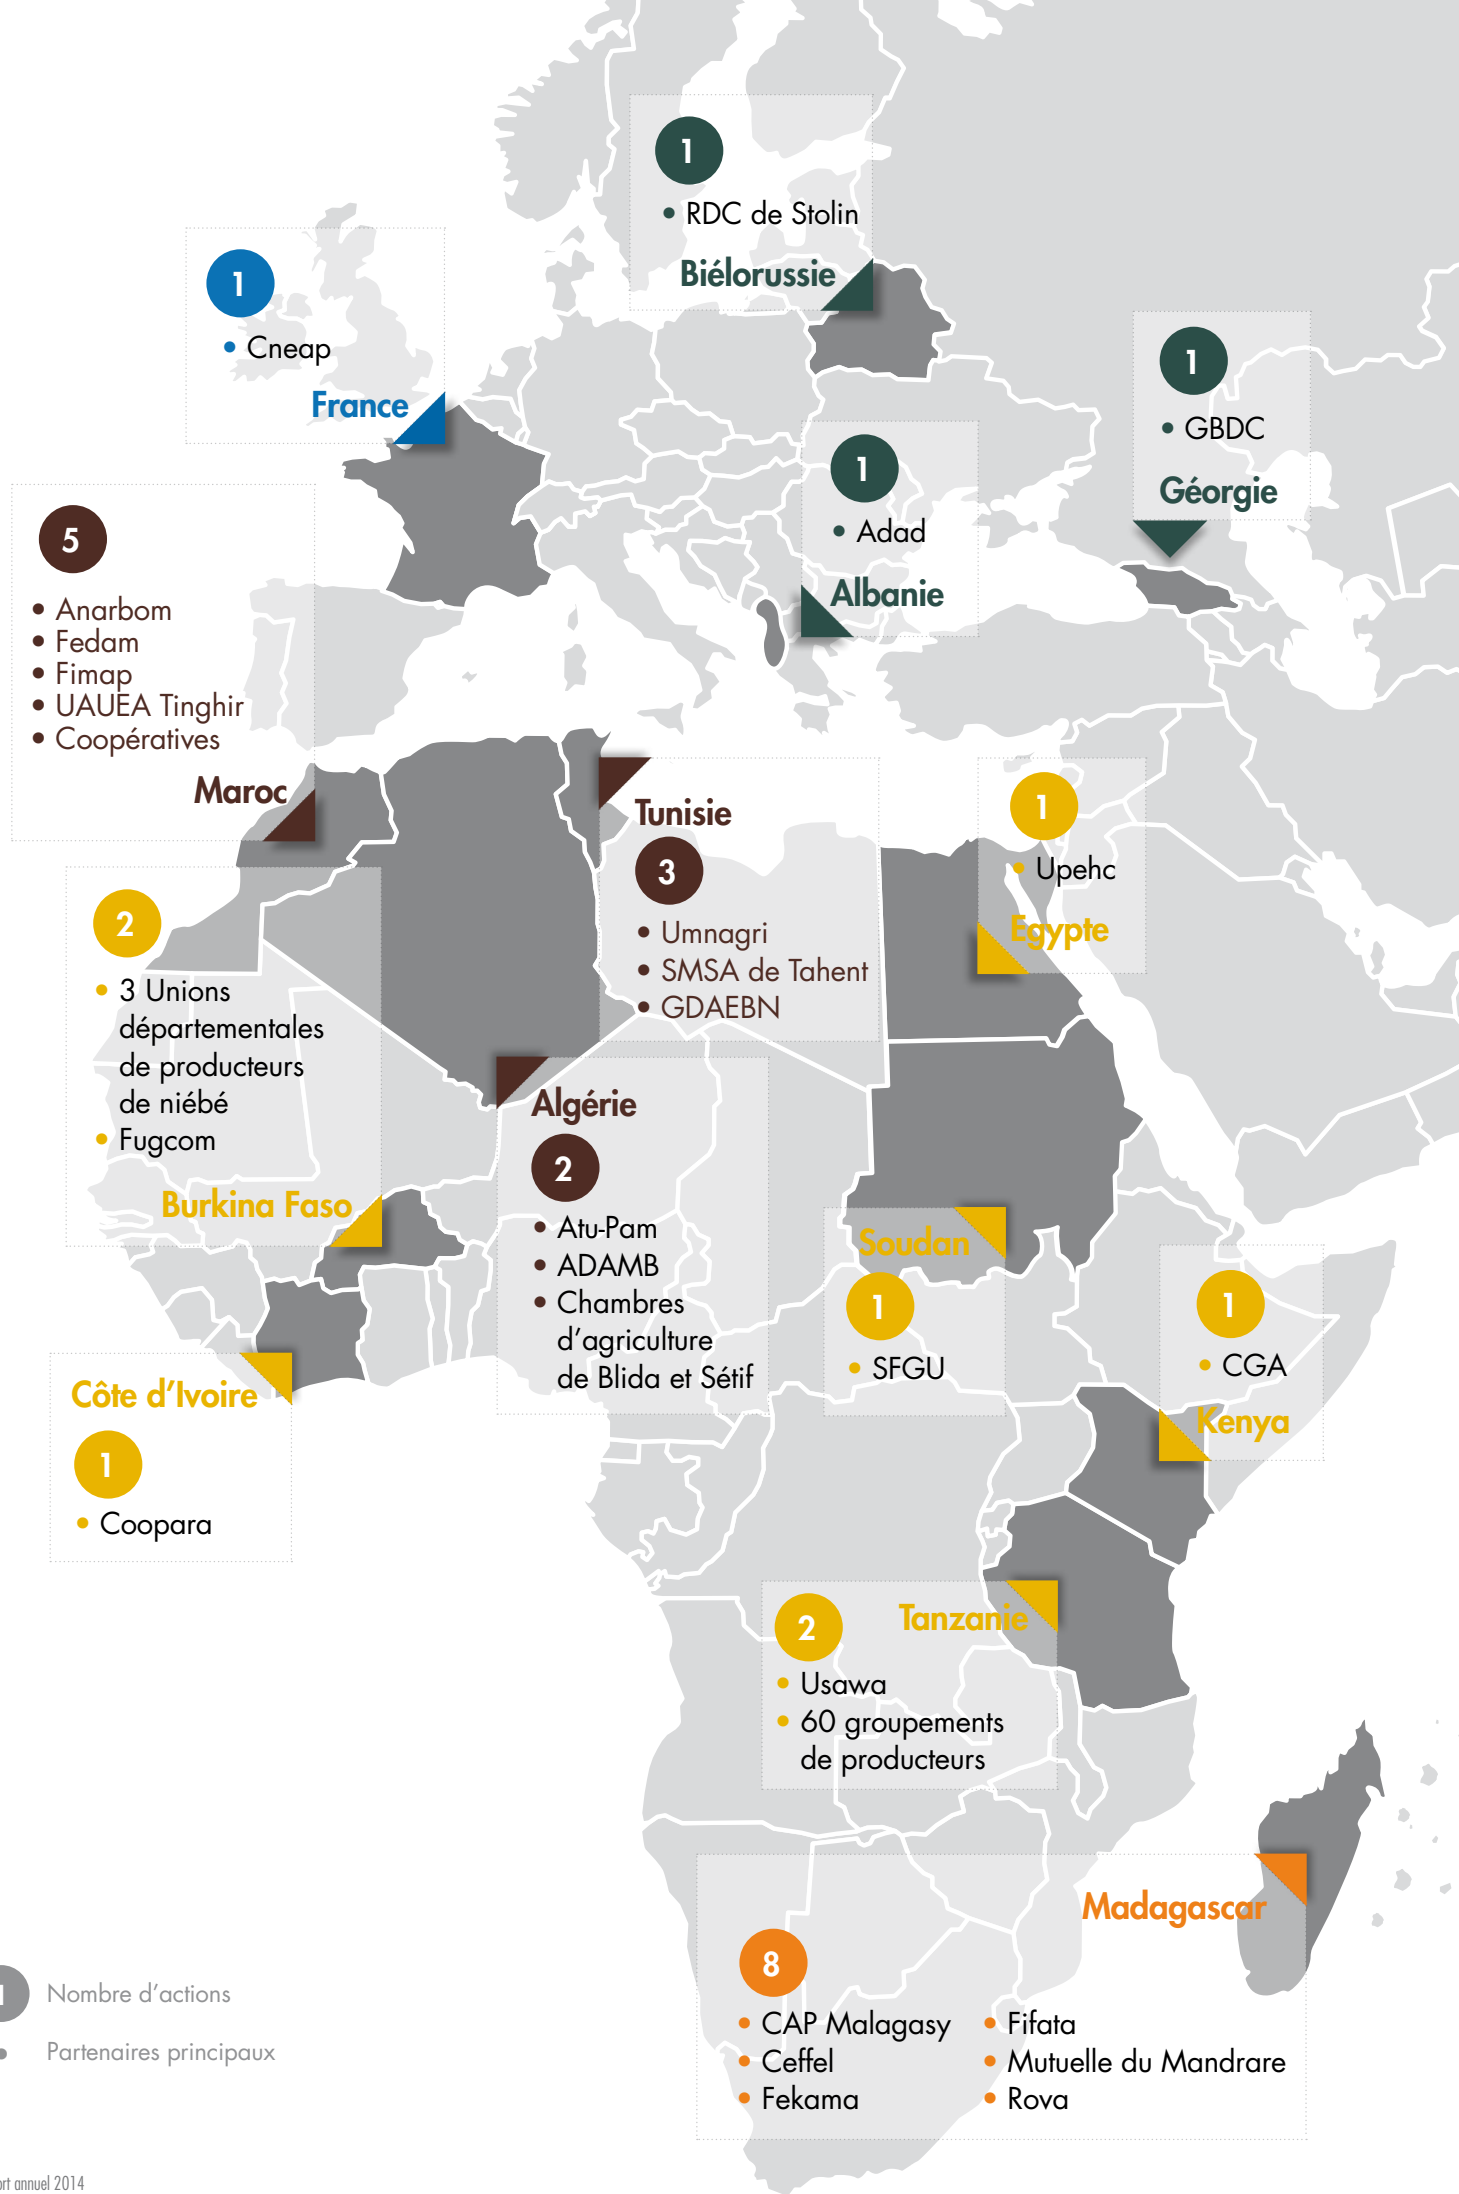 1
• RDC de Stolin
Biélorussie
1
• Cneap
France
1
• GBDC
Géorgie
1
• Adad
Albanie
5
• Anarbom
• Fedam
• Fimap
• UAUEA Tinghir
• Coopératives
Maroc
Tunisie
3
• Umnagri
• SMSA de Tahent
• GDAEBN
1
• Upehc
Egypte
2
• 3 Unions
départementales
de producteurs
de niébé
• Fugcom
Burkina Faso
Algérie
2
• Atu-Pam
• ADAMB
• Chambres
d’agriculture
de Blida et Sétif
Soudan
1
• SFGU
1
• CGA
Kenya
Côte d’Ivoire
1
• Coopara
Tanzanie
2
• Usawa
• 60 groupements
de producteurs
Madagascar
8
• CAP Malagasy
• Ceffel
• Fekama
• Fifata
• Mutuelle du Mandrare
• Rova
1 Nombre d’actions
• Partenaires principaux
ort annuel 2014